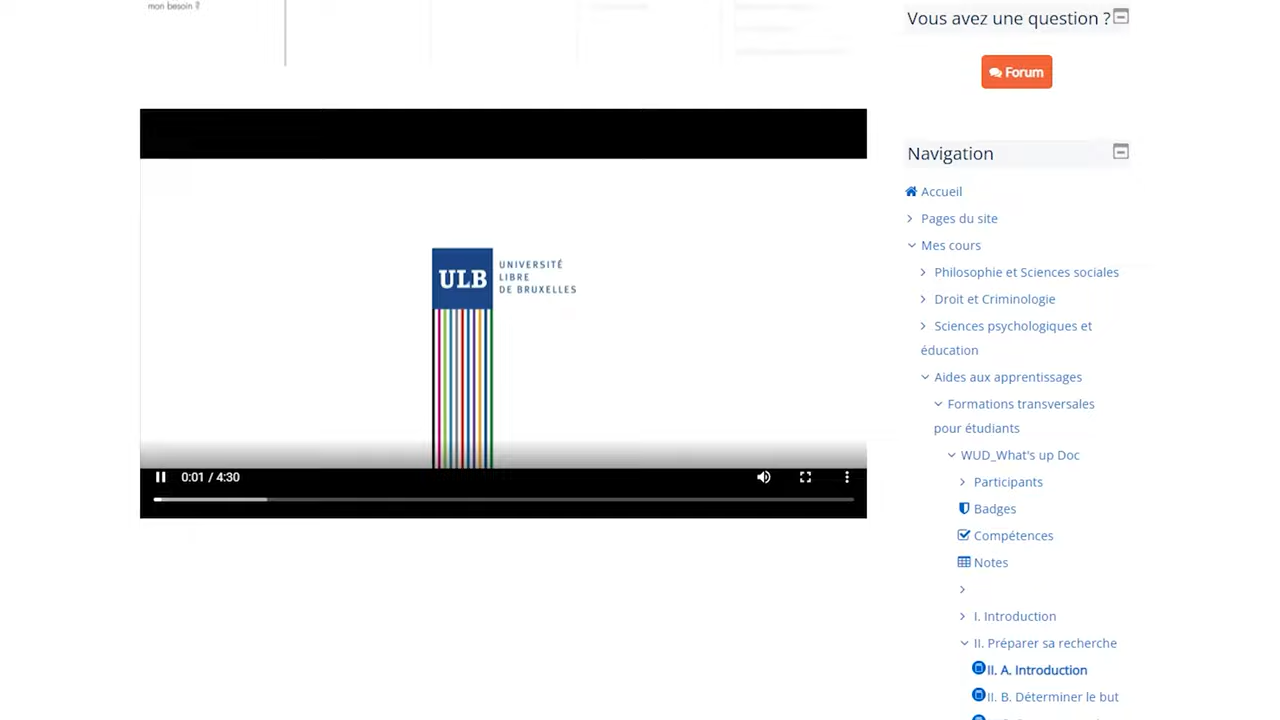 mon besoin ?
Vous avez une question ?
Forum
ULB
UNIVERSITÉ
LIBRE
DE BRUXELLES
0:01 / 4:30
Navigation
Accueil
Pages du site
Mes cours
Philosophie et Sciences sociales
Droit et Criminologie
Sciences psychologiques et
éducation
Aides aux apprentissages
Formations transversales
pour étudiants
WUD_What's up Doc
Participants
Badges
Compétences
Notes
I. Introduction
II. Préparer sa recherche
II. A. Introduction
II. B. Déterminer le but